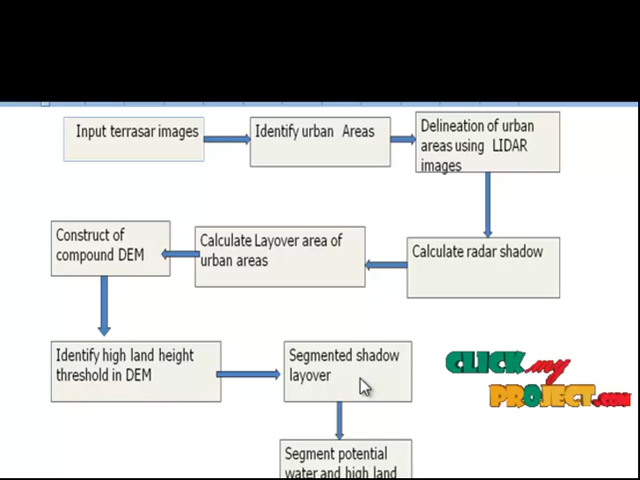 Input terrasar images
Identify urban Areas
Delineation of urban
areas using LIDAR
images
Construct of
compound DEM
Calculate Layover area of
urban areas
Calculate radar shadow
Identify high land height
threshold in DEM
Segmented shadow
layover
CLICK my
PROJECT.com
Segment potential
water and high land